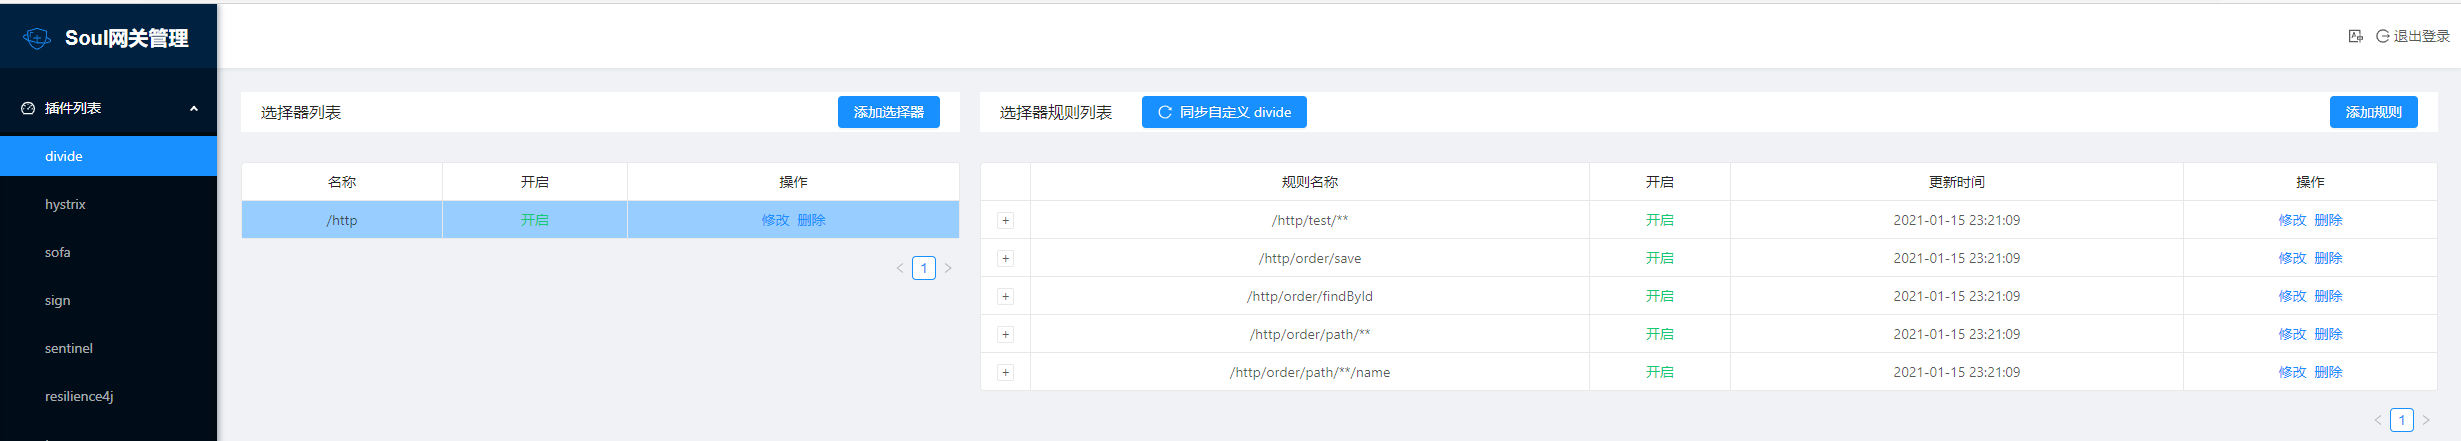 Soul网关管理
退出登录
插件列表
divide
hystrix
sofa
sign
sentinel
resilience4j
选择器列表 添加选择器
名称 开启 操作
/http 开启 修改 删除
1
选择器规则列表 同步自定义 divide 添加规则
规则名称 开启 更新时间 操作
/http/test/** 开启 2021-01-15 23:21:09 修改 删除
/http/order/save 开启 2021-01-15 23:21:09 修改 删除
/http/order/findById 开启 2021-01-15 23:21:09 修改 删除
/http/order/path/** 开启 2021-01-15 23:21:09 修改 删除
/http/order/path/**/name 开启 2021-01-15 23:21:09 修改 删除
1